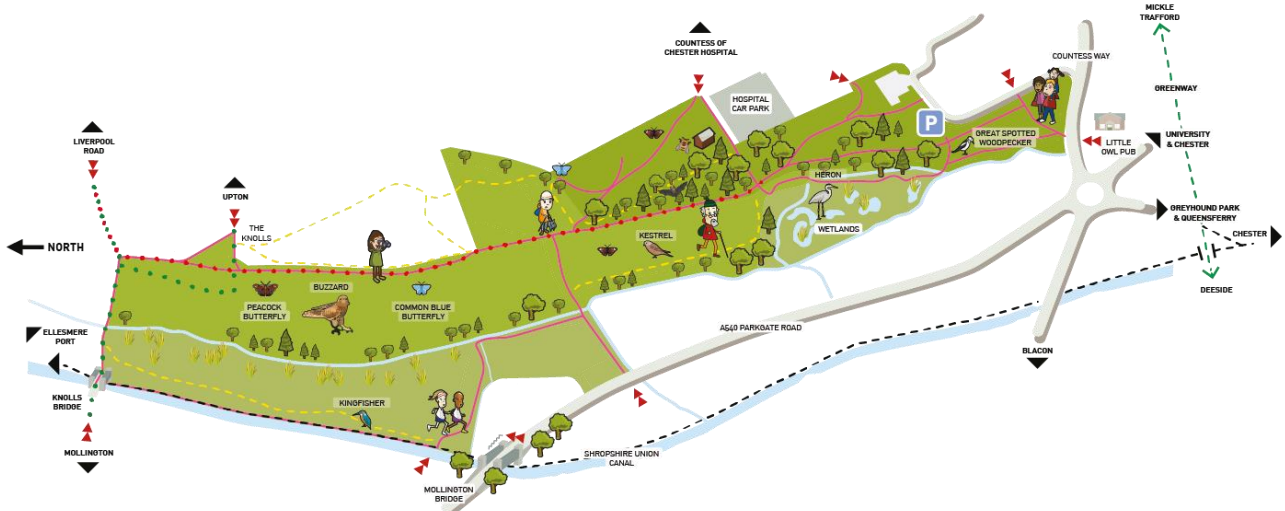 MICKLE
TRAFFORD
COUNTESS OF
CHESTER HOSPITAL
COUNTESS WAY
GREENWAY
HOSPITAL
CAR PARK
P
LIVERPOOL
ROAD
GREAT SPOTTED
WOODPECKER
LITTLE
OWL PUB
UNIVERSITY
& CHESTER
UPTON
HERON
GREYHOUND PARK
& QUEENSFERRY
THE
KNOLLS
WETLANDS
CHESTER
NORTH
KESTREL
BUZZARD
PEACOCK
BUTTERFLY
COMMON BLUE
BUTTERFLY
DEESIDE
ELLESMERE
PORT
A540 PARKGATE ROAD
BLACON
KNOLLS
BRIDGE
KINGFISHER
MOLLINGTON
SHROPSHIRE UNION
CANAL
MOLLINGTON
BRIDGE